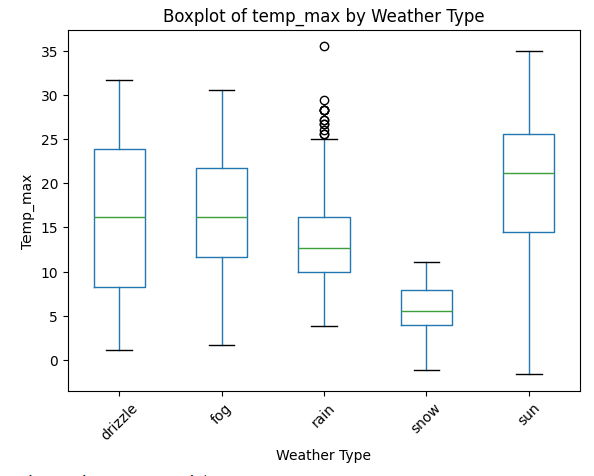 Boxplot of temp_max by Weather Type
35
30
25
20
15
10
5
0
Temp_max
drizzle
fog
rain
snow
sun
Weather Type